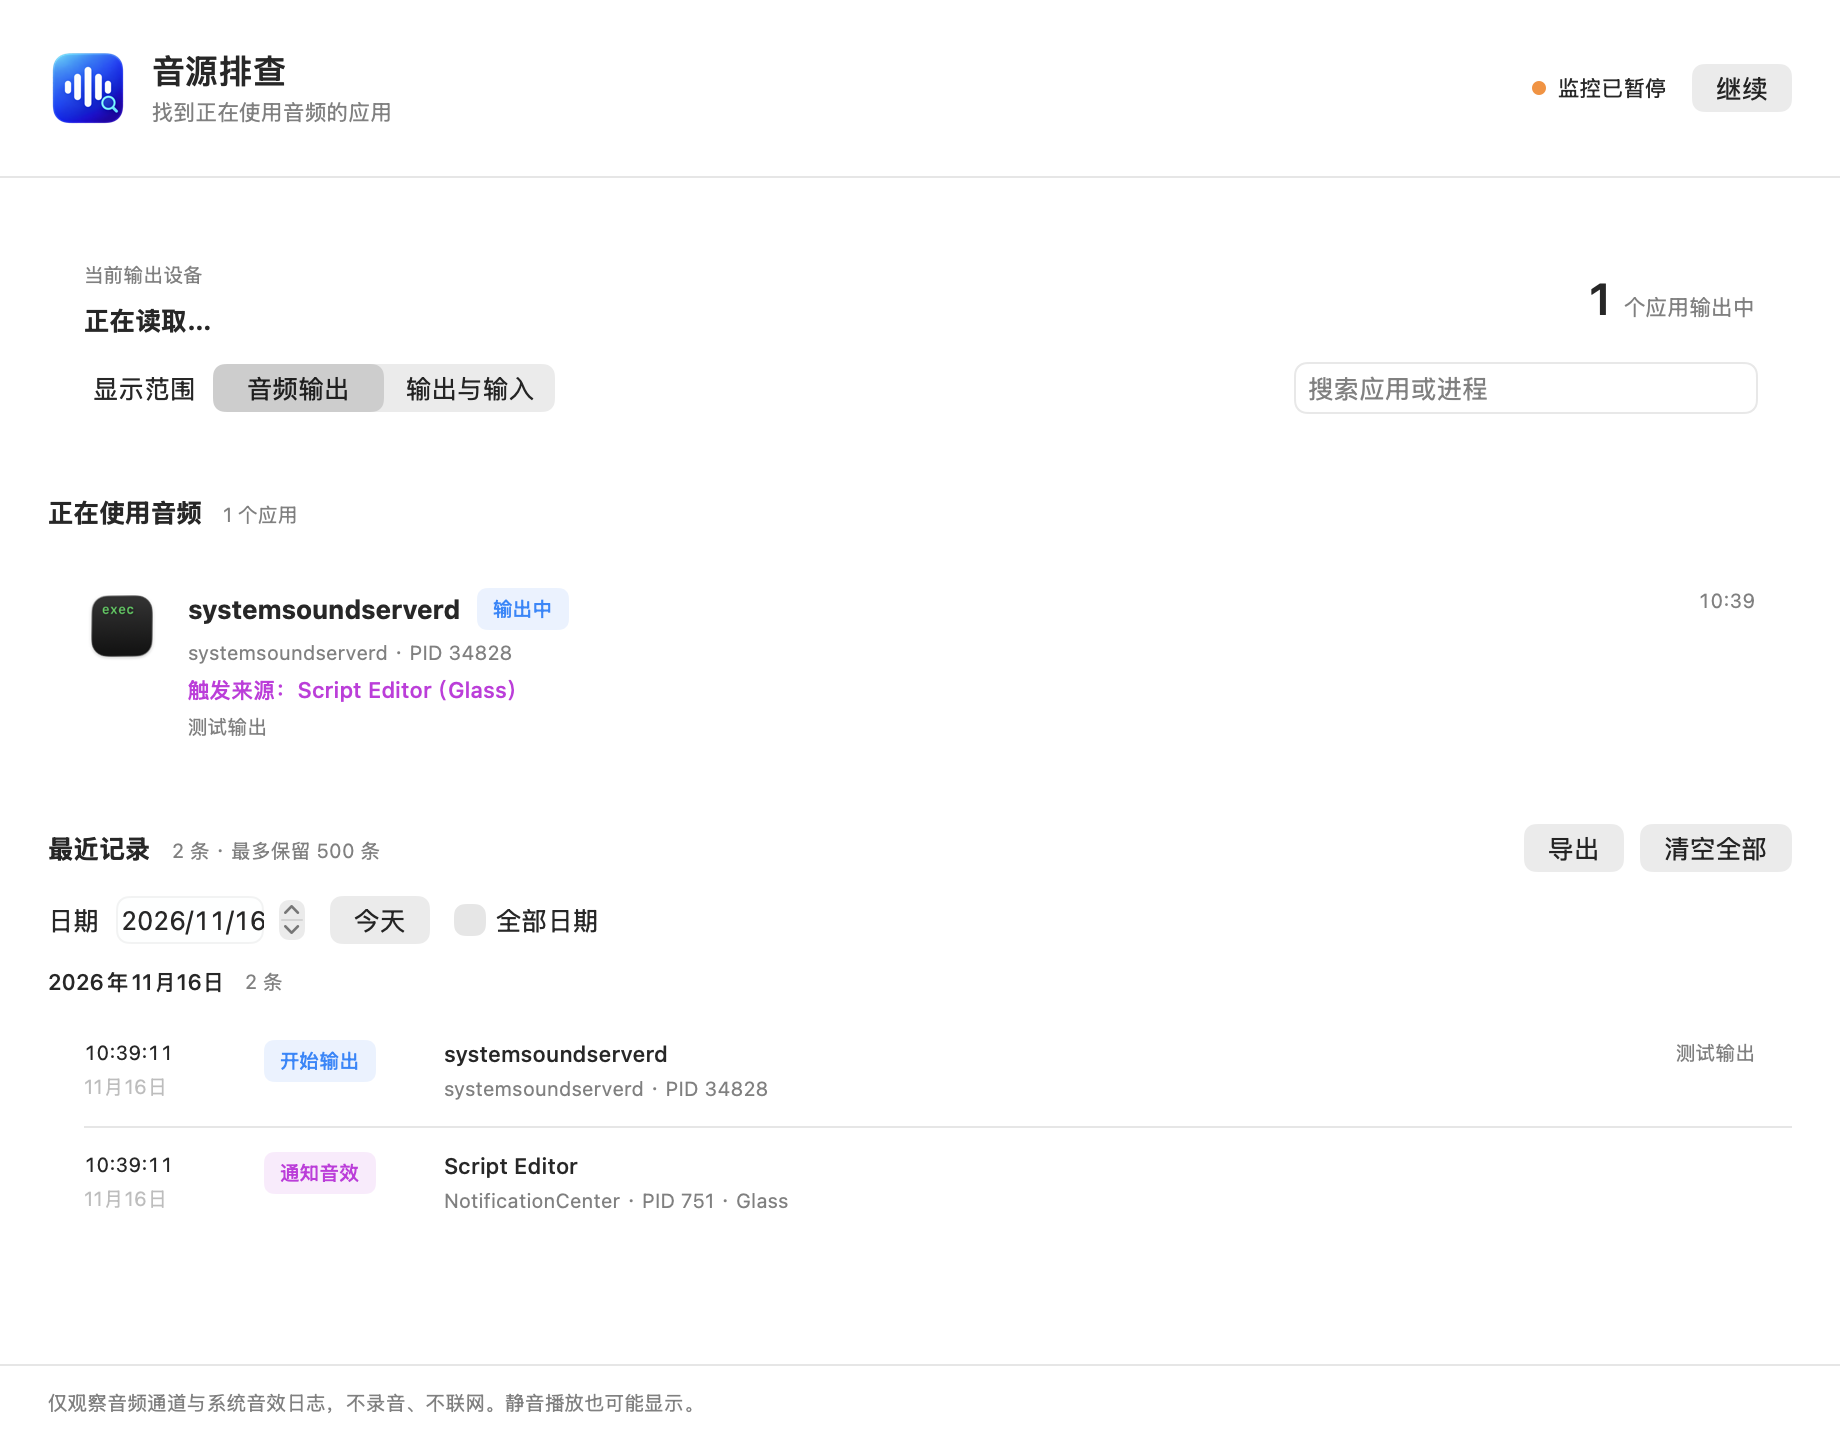 音源排查
找到正在使用音频的应用
监控已暂停
继续
当前输出设备
正在读取...
1 个应用输出中
显示范围
音频输出
输出与输入
搜索应用或进程
正在使用音频 1 个应用
exec
systemsoundserverd 输出中
10:39
systemsoundserverd · PID 34828
触发来源：Script Editor (Glass)
测试输出
最近记录 2 条 · 最多保留 500 条
导出
清空全部
日期 2026/11/16
今天
全部日期
2026年11月16日 2 条
10:39:11
11月16日
开始输出
systemsoundserverd
systemsoundserverd · PID 34828
测试输出
10:39:11
11月16日
通知音效
Script Editor
NotificationCenter · PID 751 · Glass
仅观察音频通道与系统音效日志，不录音、不联网。静音播放也可能显示。